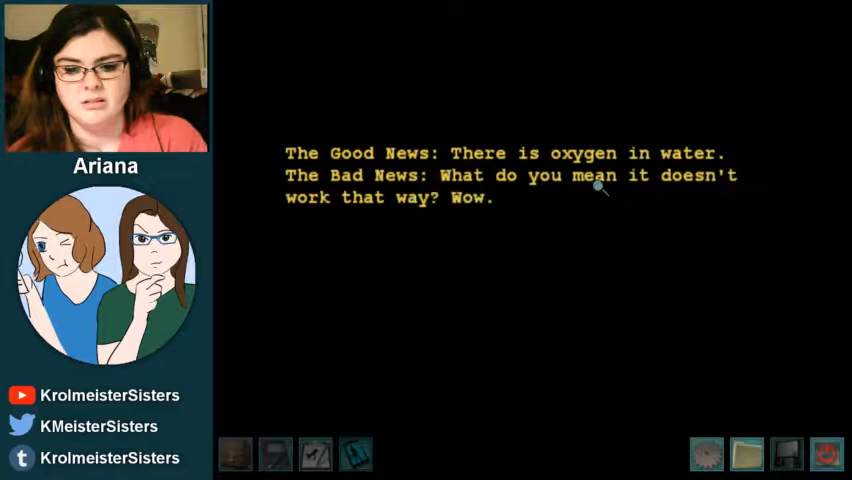 Ariana
The Good News: There is oxygen in water.
The Bad News: What do you mean it doesn't
work that way? Wow.
KrolmeisterSisters
KMeisterSisters
KrolmeisterSisters